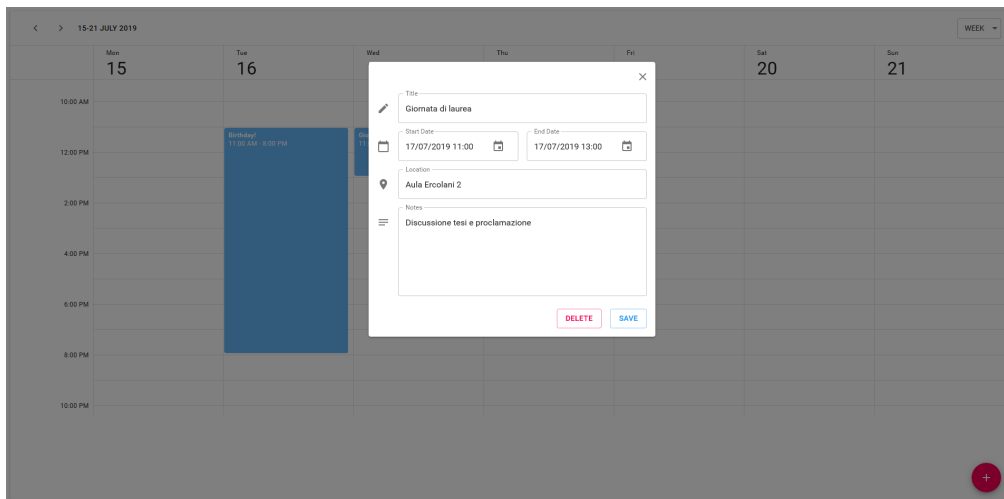 15-21 JULY 2019
WEEK
Mon
Tue
Wed
Thu
Fri
Sat
Sun
15
16
20
21
Title
Giornata di laurea
Start Date
End Date
17/07/2019 11:00
17/07/2019 13:00
Location
Aula Ercolani 2
Notes
Discussione tesi e proclamazione
DELETE
SAVE
10:00 AM
Birthday!
11:00 AM - 8:00 PM
12:00 PM
2:00 PM
4:00 PM
6:00 PM
8:00 PM
10:00 PM